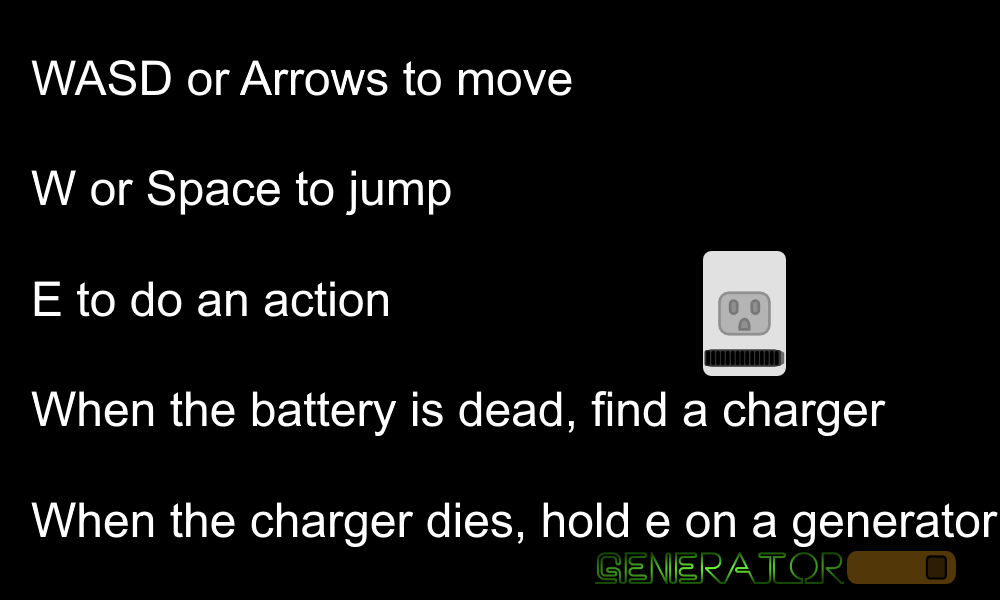 WASD or Arrows to move
W or Space to jump
E to do an action
When the battery is dead, find a charger
When the charger dies, hold e on a generator
GENERATOR